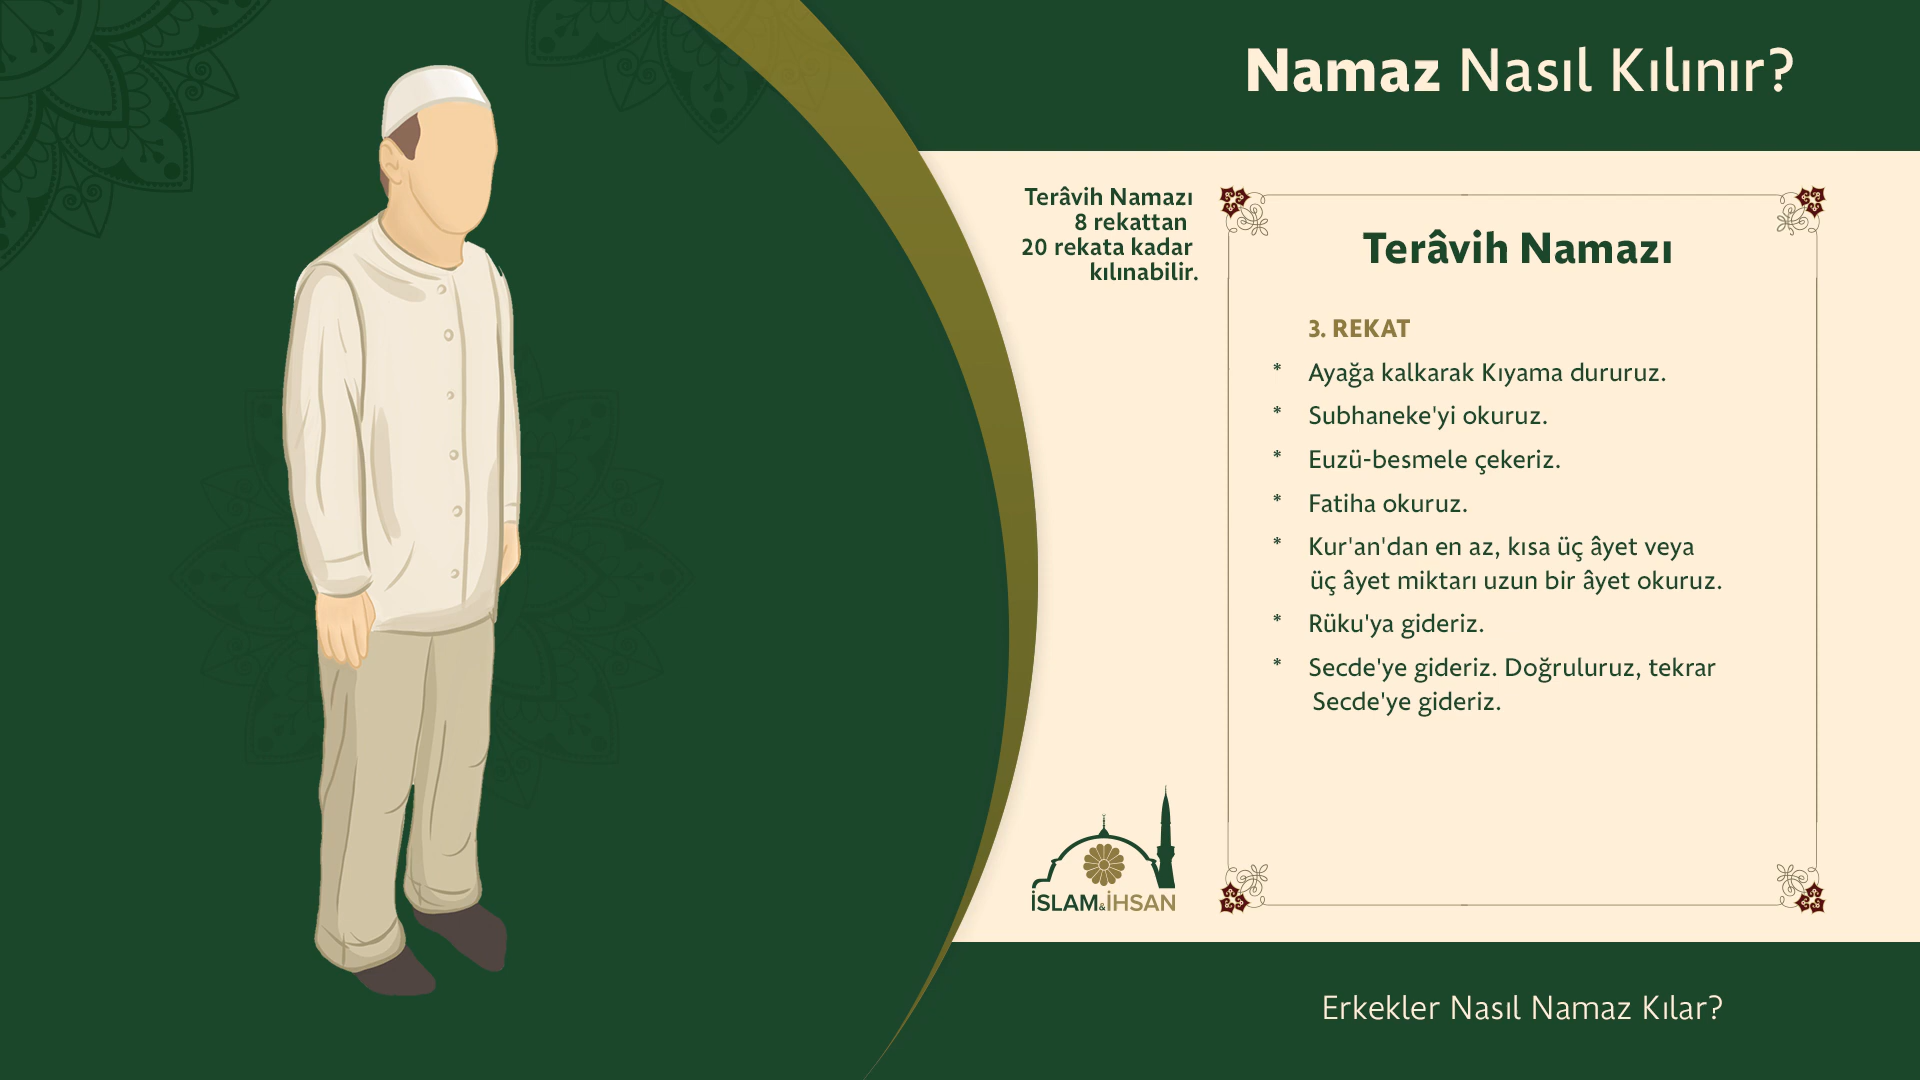 Namaz Nasıl Kılınır?
Terâvih Namazı
8 rekattan
20 rekata kadar
kılınabilir.
Terâvih Namazı
3. REKAT
* Ayağa kalkarak Kıyama dururuz.
* Subhaneke'yi okuruz.
* Euzü-besmele çekeriz.
* Fatiha okuruz.
* Kur'an'dan en az, kısa üç âyet veya
üç âyet miktarı uzun bir âyet okuruz.
* Rüku'ya gideriz.
* Secde'ye gideriz. Doğruluruz, tekrar
Secde'ye gideriz.
İSLAM&İHSAN
Erkekler Nasıl Namaz Kılar?